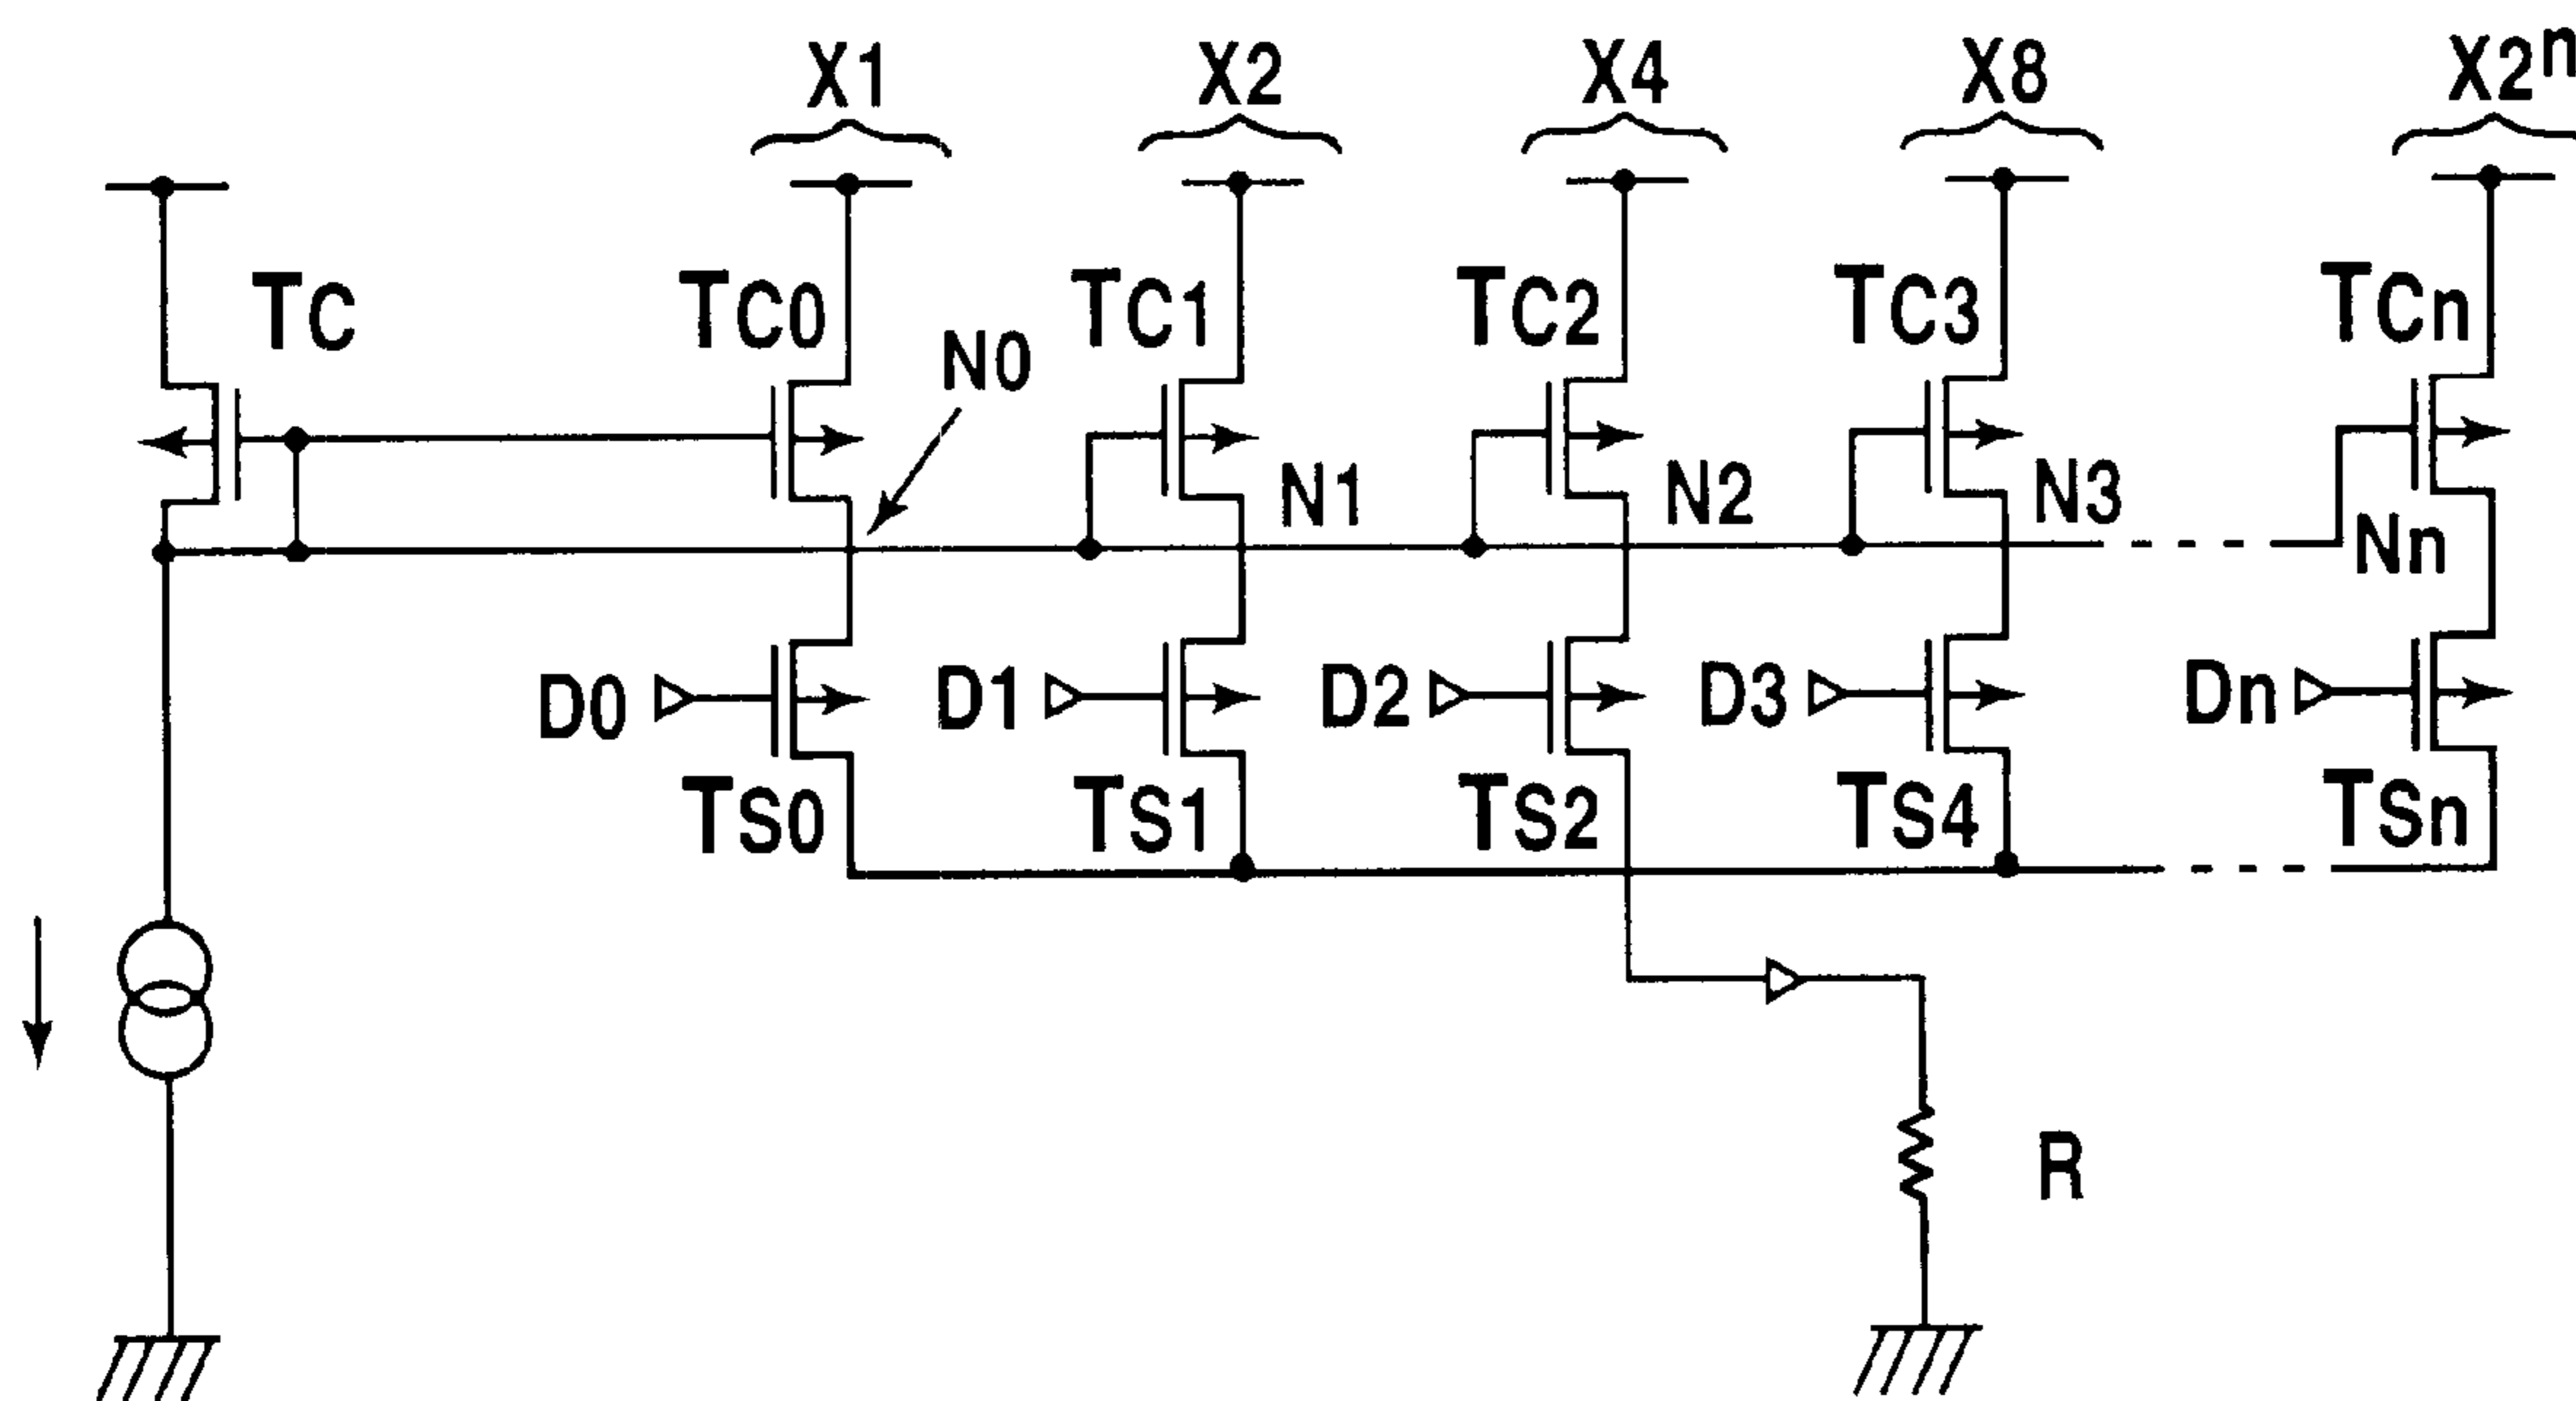 X1 X2 X4 X8 X2ⁿ
TC TC0 TC1 TC2 TC3 TCn
N0
N1 N2 N3
Nn
D0 D1 D2 D3 Dn
TS0 TS1 TS2 TS4 TSn
R